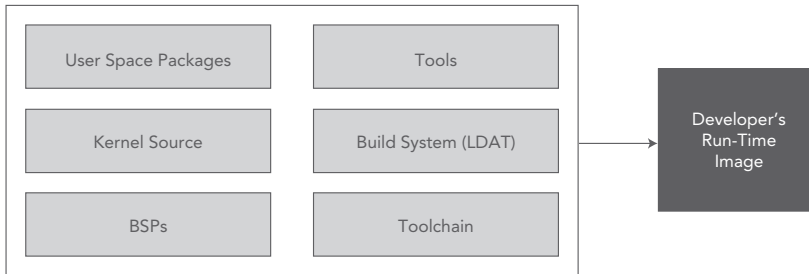 User Space Packages
Tools
Kernel Source
Build System (LDAT)
BSPs
Toolchain
Developer’s
Run-Time
Image